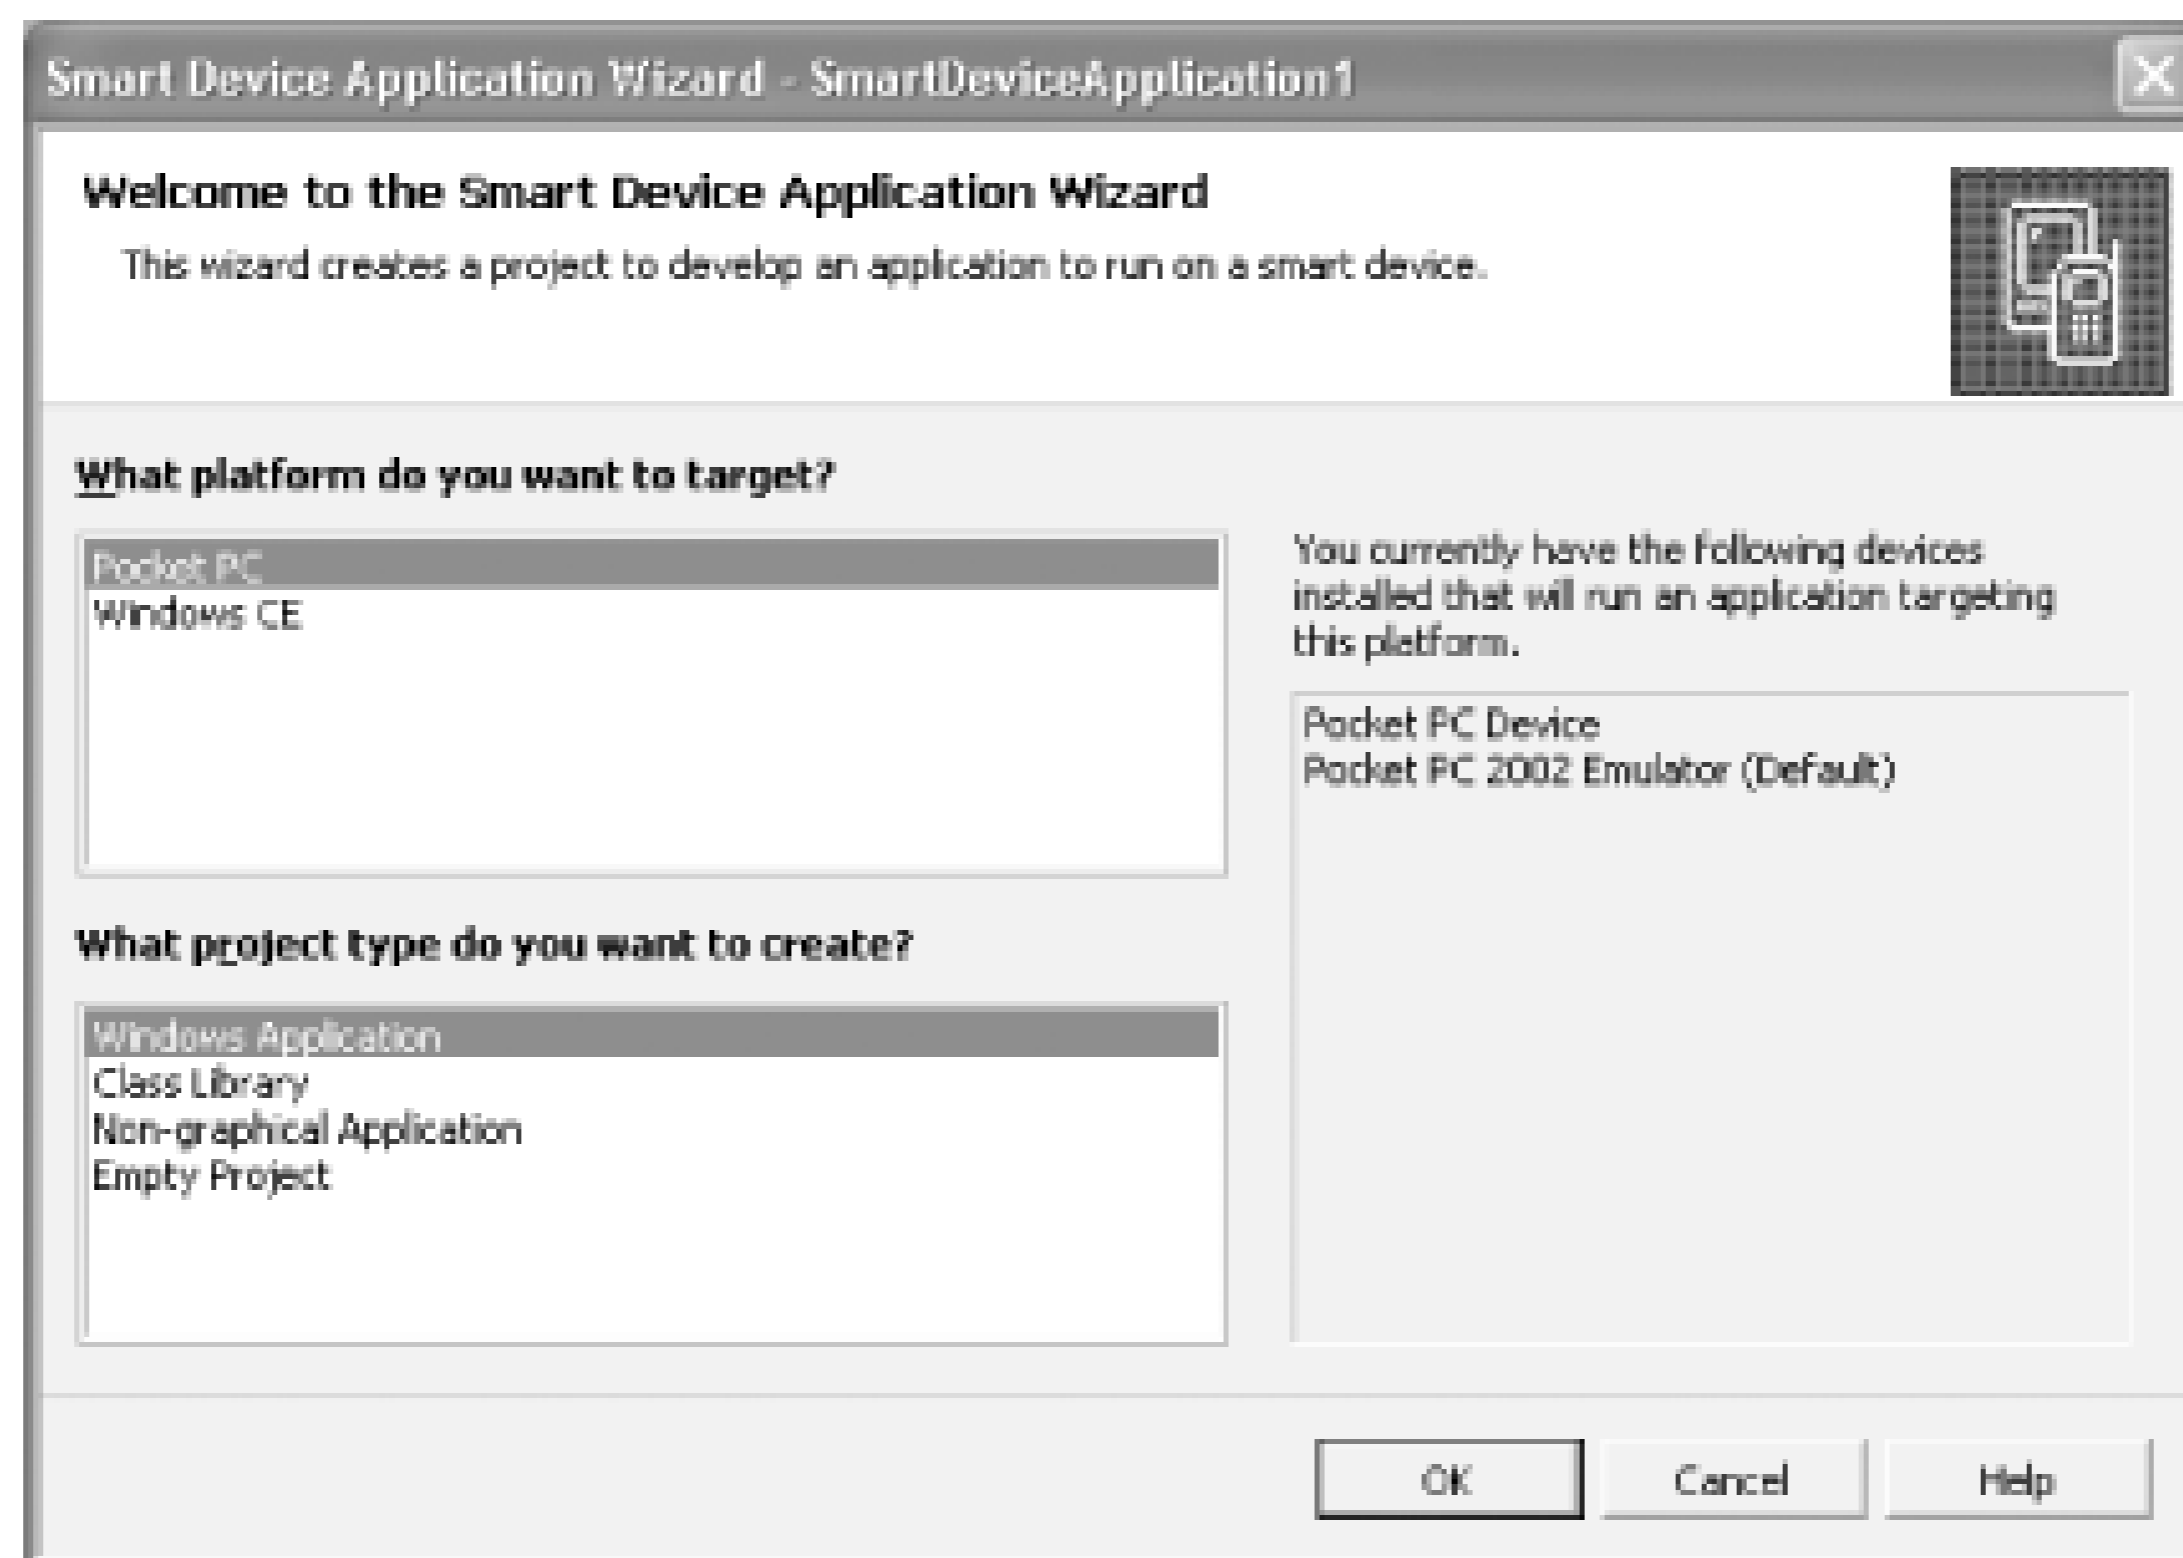 Smart Device Application Wizard - SmartDeviceApplication1
Welcome to the Smart Device Application Wizard
This wizard creates a project to develop an application to run on a smart device.
What platform do you want to target?
Pocket PC
Windows CE
You currently have the following devices
installed that will run an application targeting
this platform.
Pocket PC Device
Pocket PC 2002 Emulator (Default)
What project type do you want to create?
Windows Application
Class Library
Non-graphical Application
Empty Project
OK
Cancel
Help